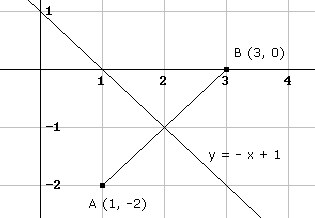 1
B (3, 0)
1 2 3 4
-1
y = - x + 1
-2
A (1, -2)